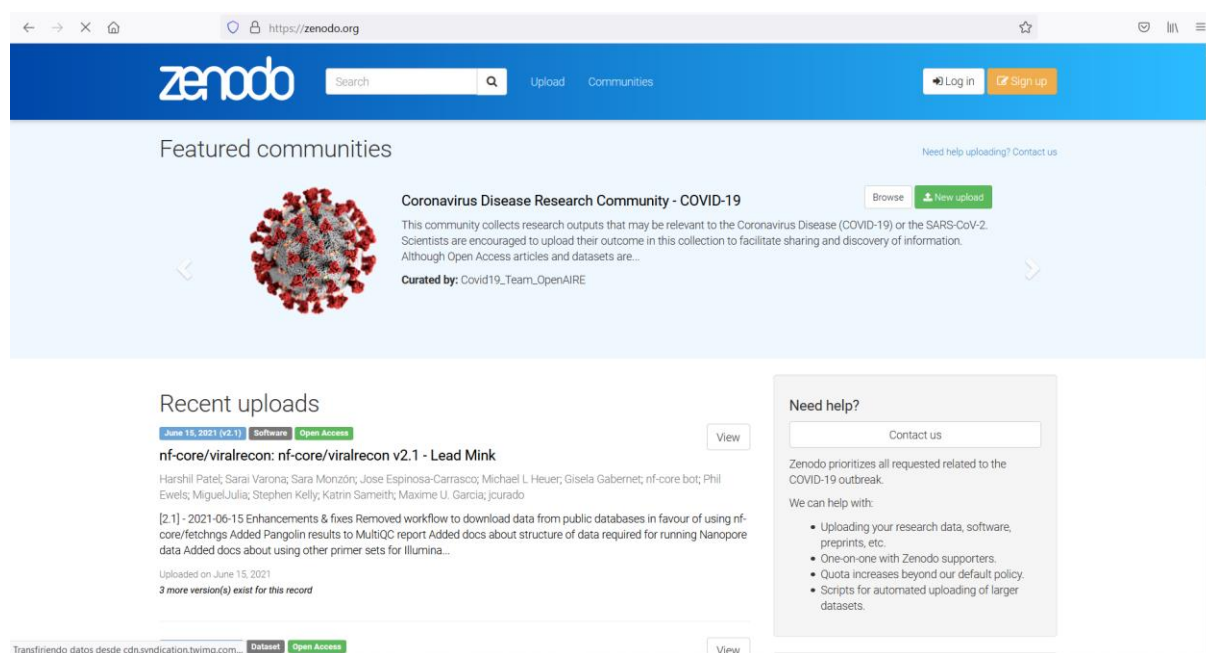 https://zenodo.org
zenodo
Search
Upload
Communities
Log in
Sign up
Featured communities
Need help uploading? Contact us
Coronavirus Disease Research Community - COVID-19
Browse
New upload
This community collects research outputs that may be relevant to the Coronavirus Disease (COVID-19) or the SARS-CoV-2.
Scientists are encouraged to upload their outcome in this collection to facilitate sharing and discovery of information.
Although Open Access articles and datasets are...
Curated by: Covid19_Team_OpenAIRE
Recent uploads
June 15, 2021 (v2.1) Software Open Access
View
nf-core/viralrecon: nf-core/viralrecon v2.1 - Lead Mink
Harshil Patel; Sarai Varona; Sara Monzón; Jose Espinosa-Carrasco; Michael L Heuer; Gisela Gabernet; nf-core bot; Phil
Ewels; MiguelJulia; Stephen Kelly; Katrin Sameith; Maxime U. Garcia; jcurado
[2.1] - 2021-06-15 Enhancements & fixes Removed workflow to download data from public databases in favour of using nf-
core/fetchngs Added Pangolin results to MultiQC report Added docs about structure of data required for running Nanopore
data Added docs about using other primer sets for Illumina...
Uploaded on June 15, 2021
3 more version(s) exist for this record
Need help?
Contact us
Zenodo prioritizes all requested related to the
COVID-19 outbreak.
We can help with:
Uploading your research data, software,
preprints, etc.
One-on-one with Zenodo supporters.
Quota increases beyond our default policy.
Scripts for automated uploading of larger
datasets.
Transfiriendo datos desde cdn.syndication.twimg.com...
Dataset Open Access
View